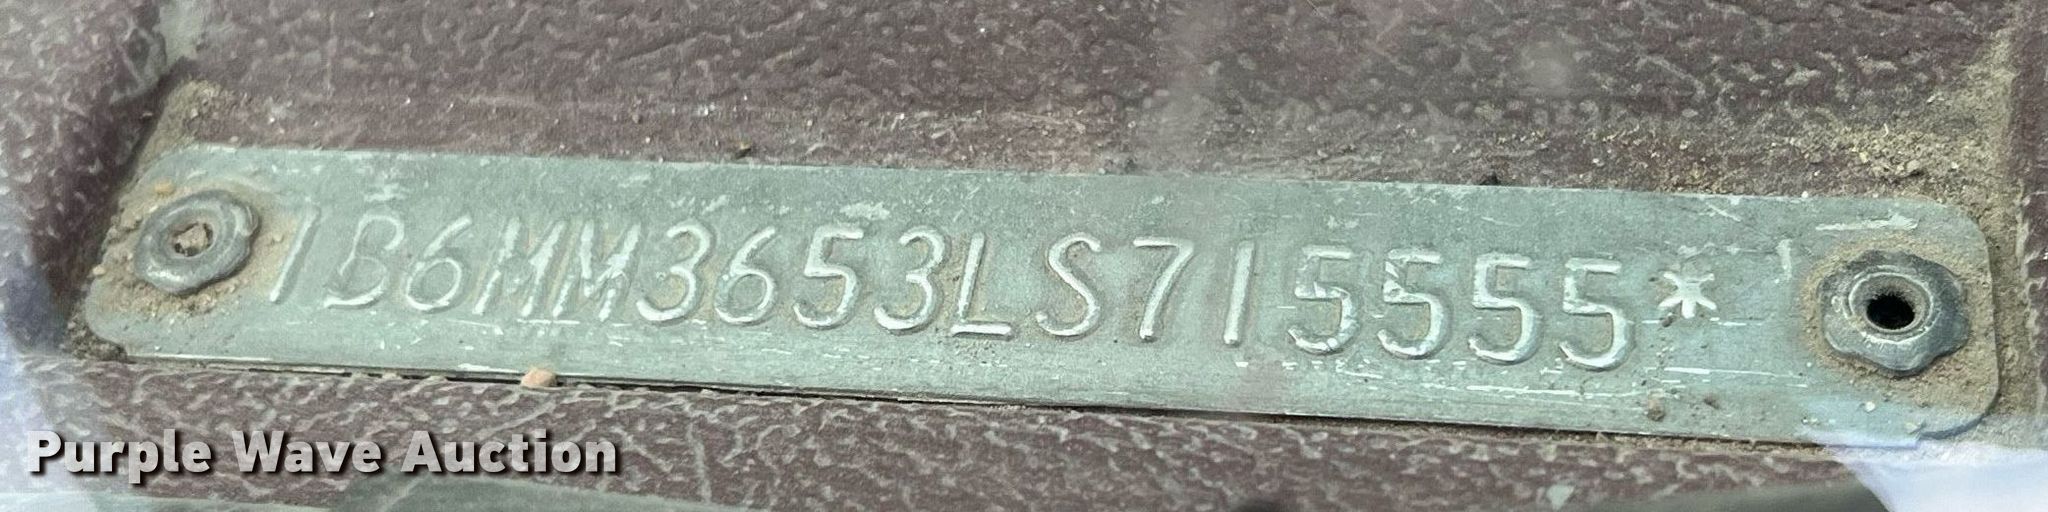 1B6MM3653LS715555*
Purple Wave Auction